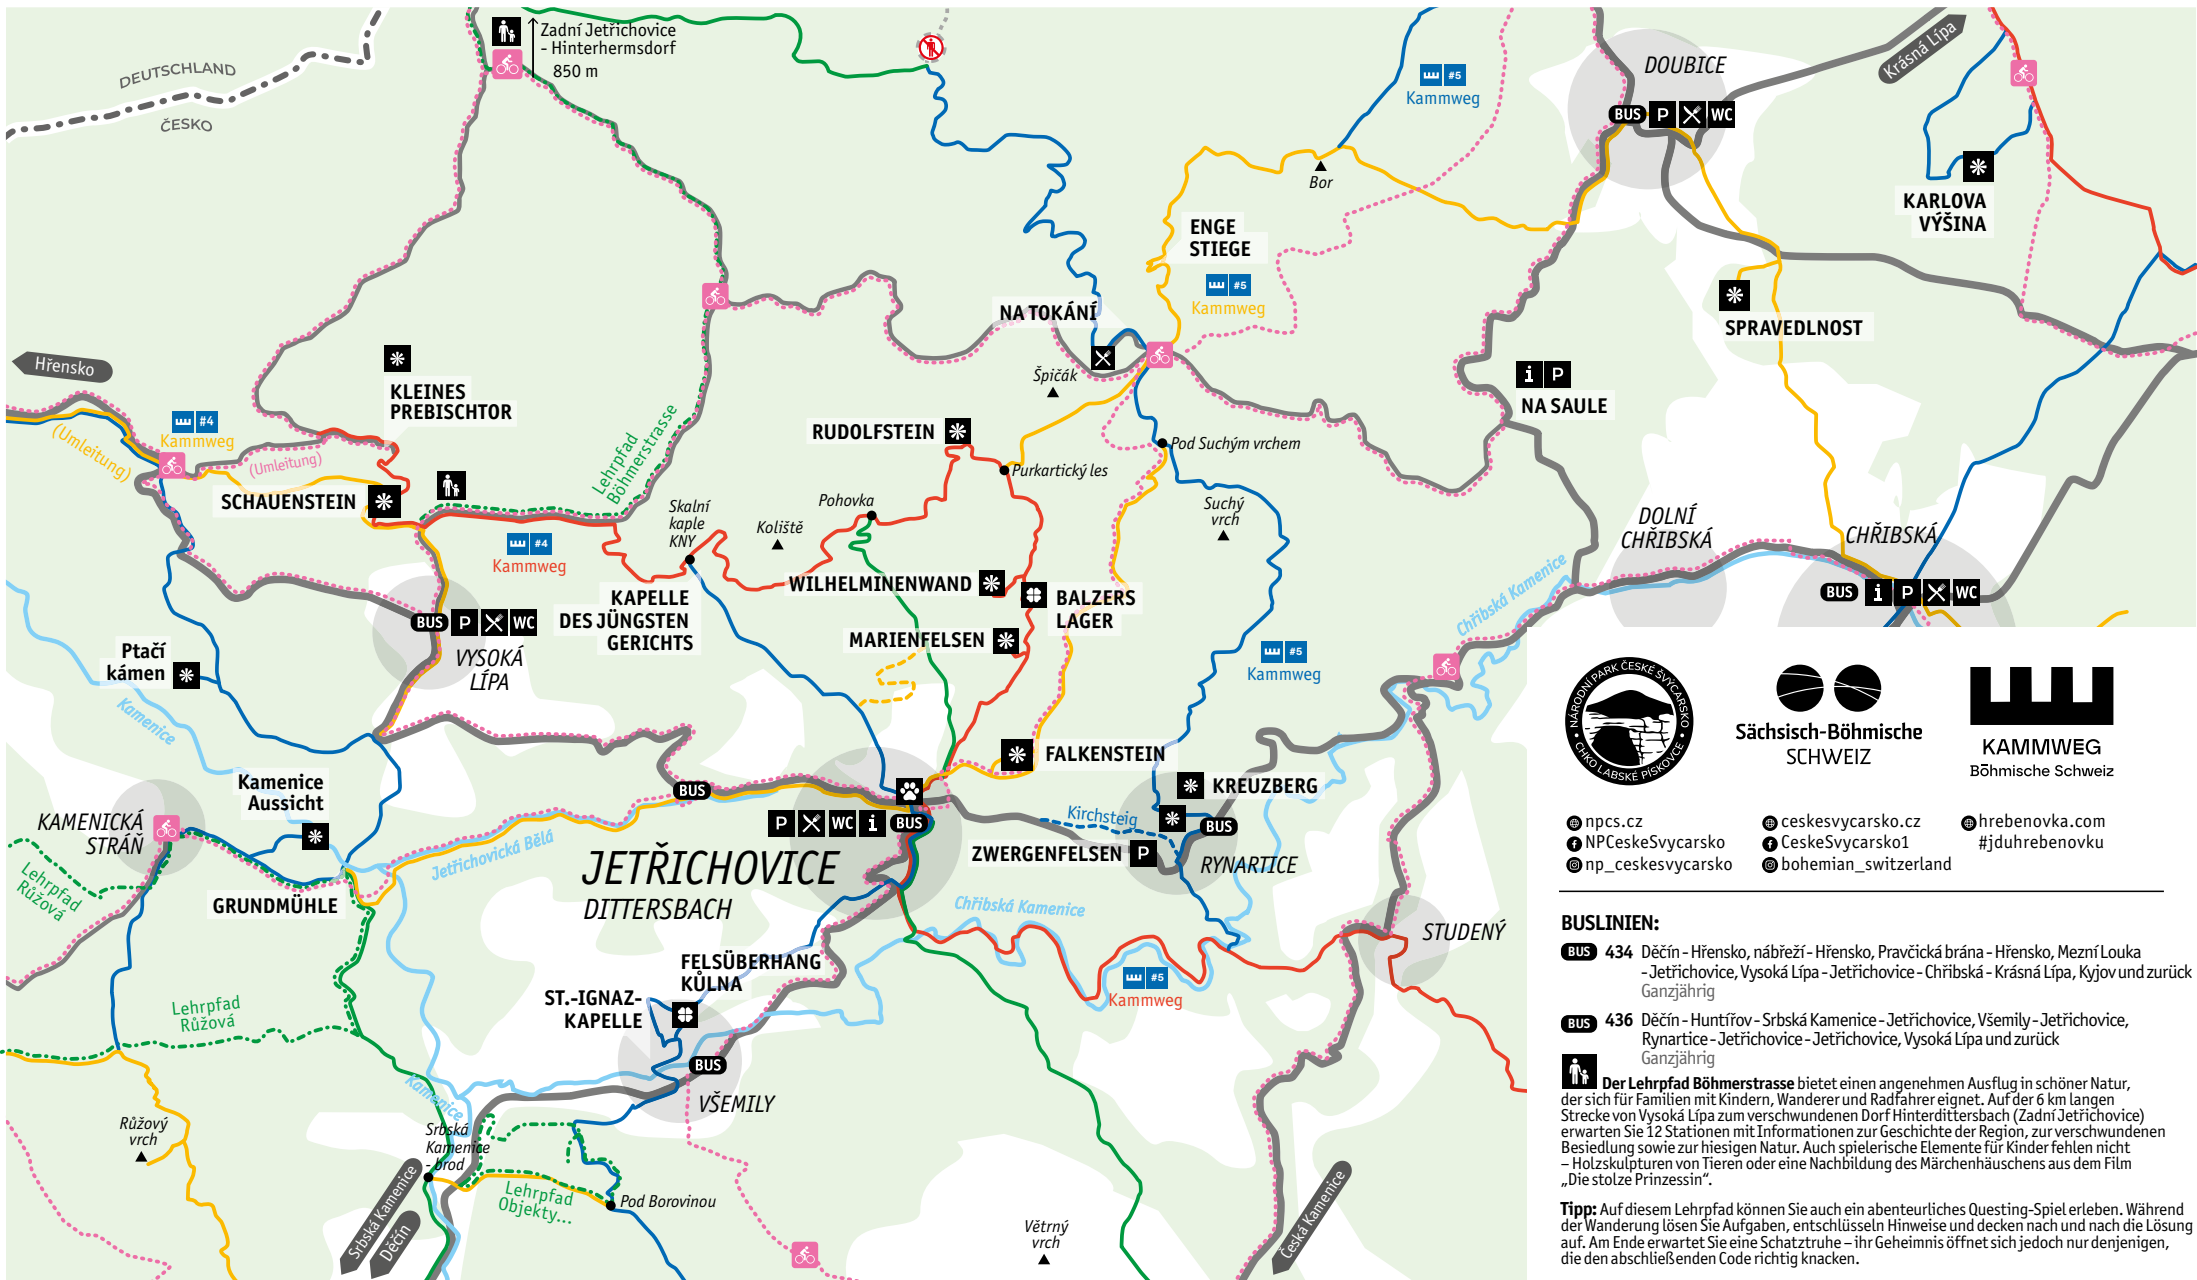 Zadní Jetřichovice
- Hinterhermsdorf
850 m
DEUTSCHLAND
ČESKO
Krásná Lípa
DOUBICE
BUS P WC
#5
Kammweg
Bor
KARLOVA
VÝŠINA
ENGE
STIEGE
#5
Kammweg
NA TOKÁNÍ
SPRAVEDLNOST
Hřensko
KLEINES
PREBISCHTOR
Špičák
i P
NA SAULE
#4
Kammweg
(Umleitung)
(Umleitung)
Lehrpfad
Böhmerstrasse
RUDOLFSTEIN
Pod Suchým vrchem
Purkartický les
SCHAUENSTEIN
Skalní
kaple
KNY
Pohovka
Koliště
Suchý
vrch
DOLNÍ
CHŘIBSKÁ
CHŘIBSKÁ
#4
Kammweg
WILHELMINENWAND
KAPELLE
DES JÜNGSTEN
GERICHTS
BALZERS
LAGER
Chřibská Kamenice
BUS i P WC
BUS P WC
VYSOKÁ
LÍPA
MARIENFELSEN
Ptačí
kámen
#5
Kammweg
NÁRODNÍ PARK ČESKÉ ŠVÝCARSKO
CHKO LABSKÉ PÍSKOVCE
Sächsisch-Böhmische
SCHWEIZ
KAMMWEG
Böhmische Schweiz
Kamenice
FALKENSTEIN
Kamenice
Aussicht
BUS
KREUZBERG
KAMENICKÁ
STRÁŇ
P WC i BUS
Kirchsteig
BUS
npcs.cz
NPCeskeSvycarsko
np_ceskesvycarsko
ceskesvycarsko.cz
CeskeSvycarsko1
bohemian_switzerland
hrebenovka.com
#jduhrebenovku
Jetřichovická Bělá
ZWERGENFELSEN P
RYNARTICE
JETŘICHOVICE
DITTERSBACH
Lehrpfad
Růžová
GRUNDMÜHLE
Chřibská Kamenice
STUDENÝ
BUSLINIEN:
BUS 434 Děčín - Hřensko, nábřeží - Hřensko, Pravčická brána - Hřensko, Mezní Louka
- Jetřichovice, Vysoká Lípa - Jetřichovice - Chřibská - Krásná Lípa, Kyjov und zurück
Ganzjährig
BUS 436 Děčín - Huntířov - Srbská Kamenice - Jetřichovice, Všemily - Jetřichovice,
Rynartice - Jetřichovice - Jetřichovice, Vysoká Lípa und zurück
Ganzjährig
FELSÜBERHANG
KŮLNA
ST.-IGNAZ-
KAPELLE
#5
Kammweg
Lehrpfad
Růžová
BUS
VŠEMILY
Kamenice
Růžový
vrch
Srbská
Kamenice
- brod
Lehrpfad
Objekty...
Pod Borovinou
Srbská Kamenice
Děčín
Větrný
vrch
Česká Kamenice
Der Lehrpfad Böhmerstrasse bietet einen angenehmen Ausflug in schöner Natur,
der sich für Familien mit Kindern, Wanderer und Radfahrer eignet. Auf der 6 km langen
Strecke von Vysoká Lípa zum verschwundenen Dorf Hinterdittersbach (Zadní Jetřichovice)
erwarten Sie 12 Stationen mit Informationen zur Geschichte der Region, zur verschwundenen
Besiedlung sowie zur hiesigen Natur. Auch spielerische Elemente für Kinder fehlen nicht
– Holzskulpturen von Tieren oder eine Nachbildung des Märchenhäuschens aus dem Film
„Die stolze Prinzessin“.
Tipp: Auf diesem Lehrpfad können Sie auch ein abenteurliches Questing-Spiel erleben. Während
der Wanderung lösen Sie Aufgaben, entschlüsseln Hinweise und decken nach und nach die Lösung
auf. Am Ende erwartet Sie eine Schatztruhe – ihr Geheimnis öffnet sich jedoch nur denjenigen,
die den abschließenden Code richtig knacken.